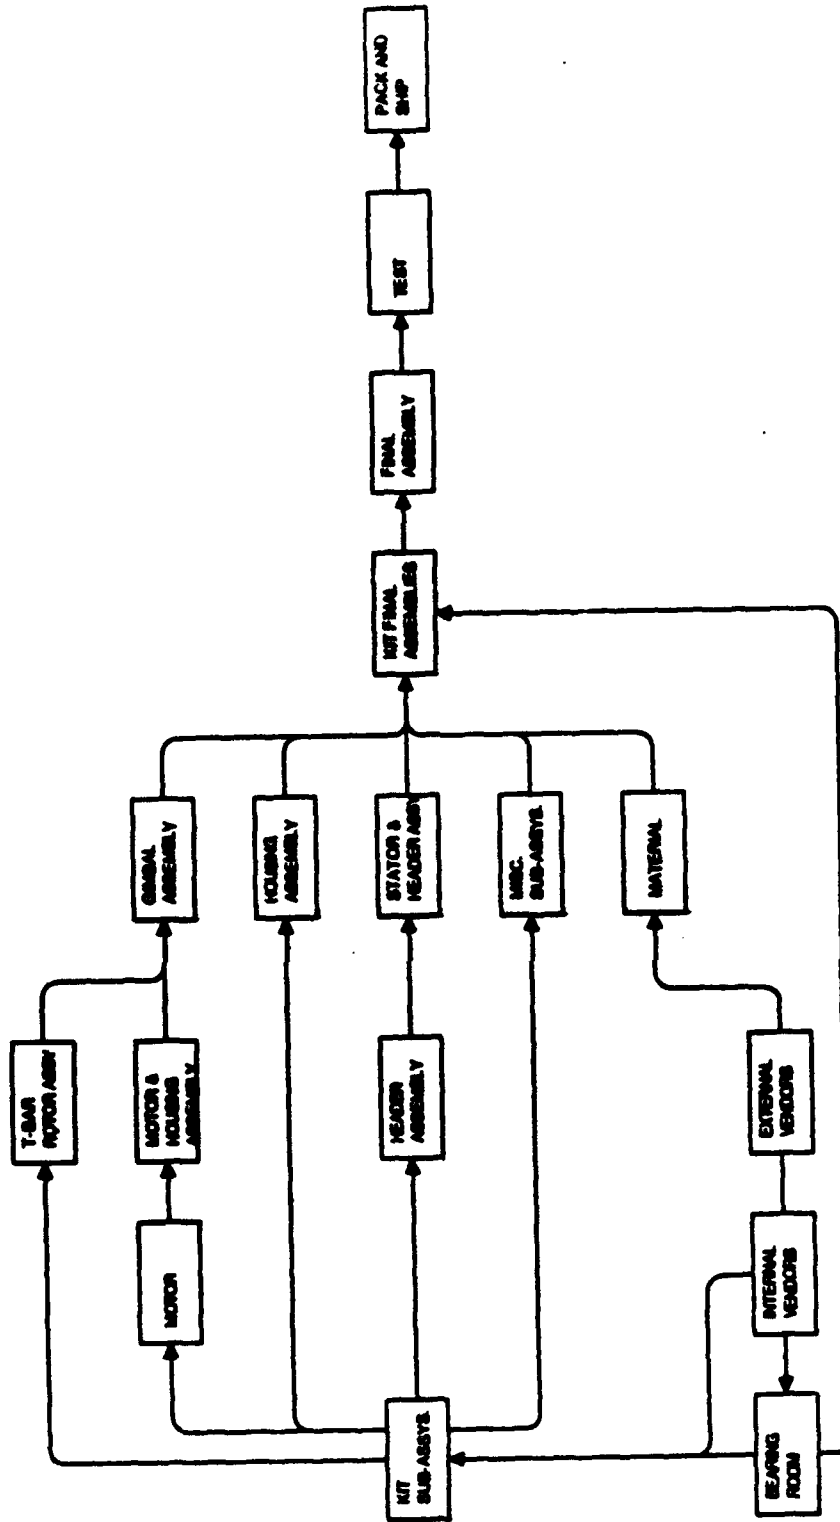 T-BAR
ROTOR ASSY
MOTOR
MOTOR &
HOUSING
ASSEMBLY
GIMBAL
ASSEMBLY
HOUSING
ASSEMBLY
KIT
SUB-ASSYS.
HEADER
ASSEMBLY
STATOR &
HEADER ASSY
KIT FINAL
ASSEMBLIES
FINAL
ASSEMBLY
TEST
PACK AND
SHIP
MISC.
SUB-ASSYS.
MATERIAL
BEARING
ROOM
INTERNAL
VENDORS
EXTERNAL
VENDORS